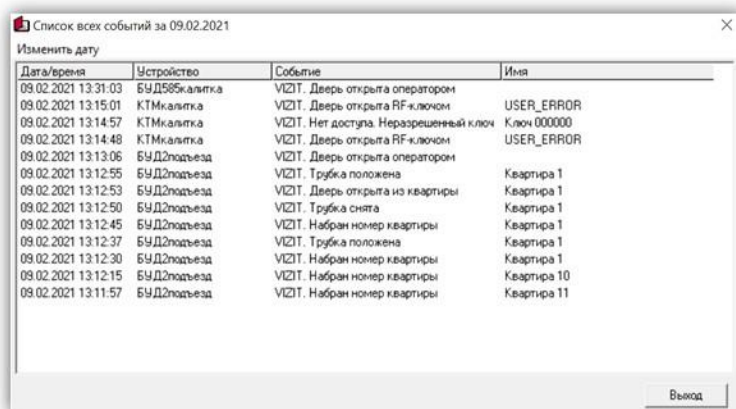 Список всех событий за 09.02.2021
Изменить дату
Дата/время Устройство Событие Имя
09.02.2021 13:31:03 БУД585калитка VIZIT. Дверь открыта оператором
09.02.2021 13:15:01 КТМкалитка VIZIT. Дверь открыта RF-ключом USER_ERROR
09.02.2021 13:14:57 КТМкалитка VIZIT. Нет доступа. Неразрешенный ключ Ключ 000000
09.02.2021 13:14:48 КТМкалитка VIZIT. Дверь открыта RF-ключом USER_ERROR
09.02.2021 13:13:06 БУД2подъезд VIZIT. Дверь открыта оператором
09.02.2021 13:12:55 БУД2подъезд VIZIT. Трубка положена Квартира 1
09.02.2021 13:12:53 БУД2подъезд VIZIT. Дверь открыта из квартиры Квартира 1
09.02.2021 13:12:50 БУД2подъезд VIZIT. Трубка снята Квартира 1
09.02.2021 13:12:45 БУД2подъезд VIZIT. Набран номер квартиры Квартира 1
09.02.2021 13:12:37 БУД2подъезд VIZIT. Трубка положена Квартира 1
09.02.2021 13:12:30 БУД2подъезд VIZIT. Набран номер квартиры Квартира 1
09.02.2021 13:12:15 БУД2подъезд VIZIT. Набран номер квартиры Квартира 10
09.02.2021 13:11:57 БУД2подъезд VIZIT. Набран номер квартиры Квартира 11
Выход